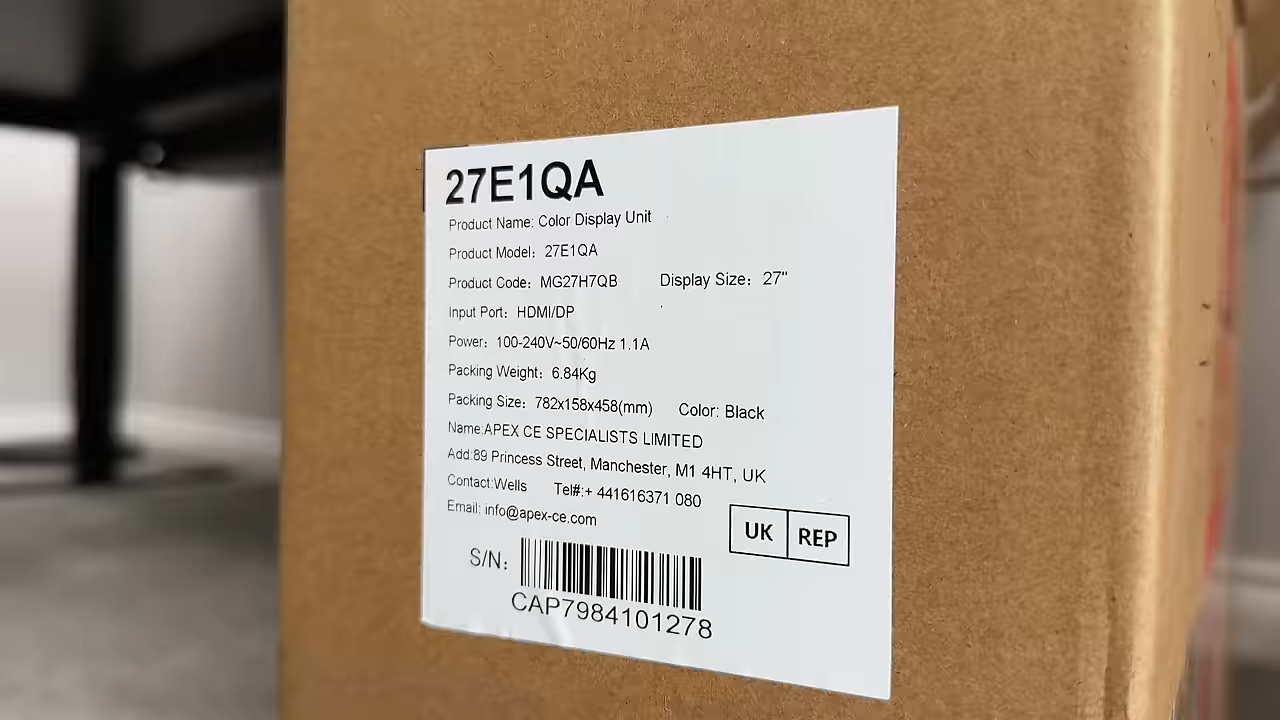 27E1QA
Product Name: Color Display Unit
Product Model: 27E1QA
Product Code: MG27H7QB Display Size: 27"
Input Port: HDMI/DP
Power: 100-240V~50/60Hz 1.1A
Packing Weight: 6.84Kg
Packing Size: 782x158x458(mm) Color: Black
Name:APEX CE SPECIALISTS LIMITED
Add:89 Princess Street, Manchester, M1 4HT, UK
Contact:Wells Tel#:+ 441616371 080
Email: info@apex-ce.com
UK REP
S/N:
CAP7984101278